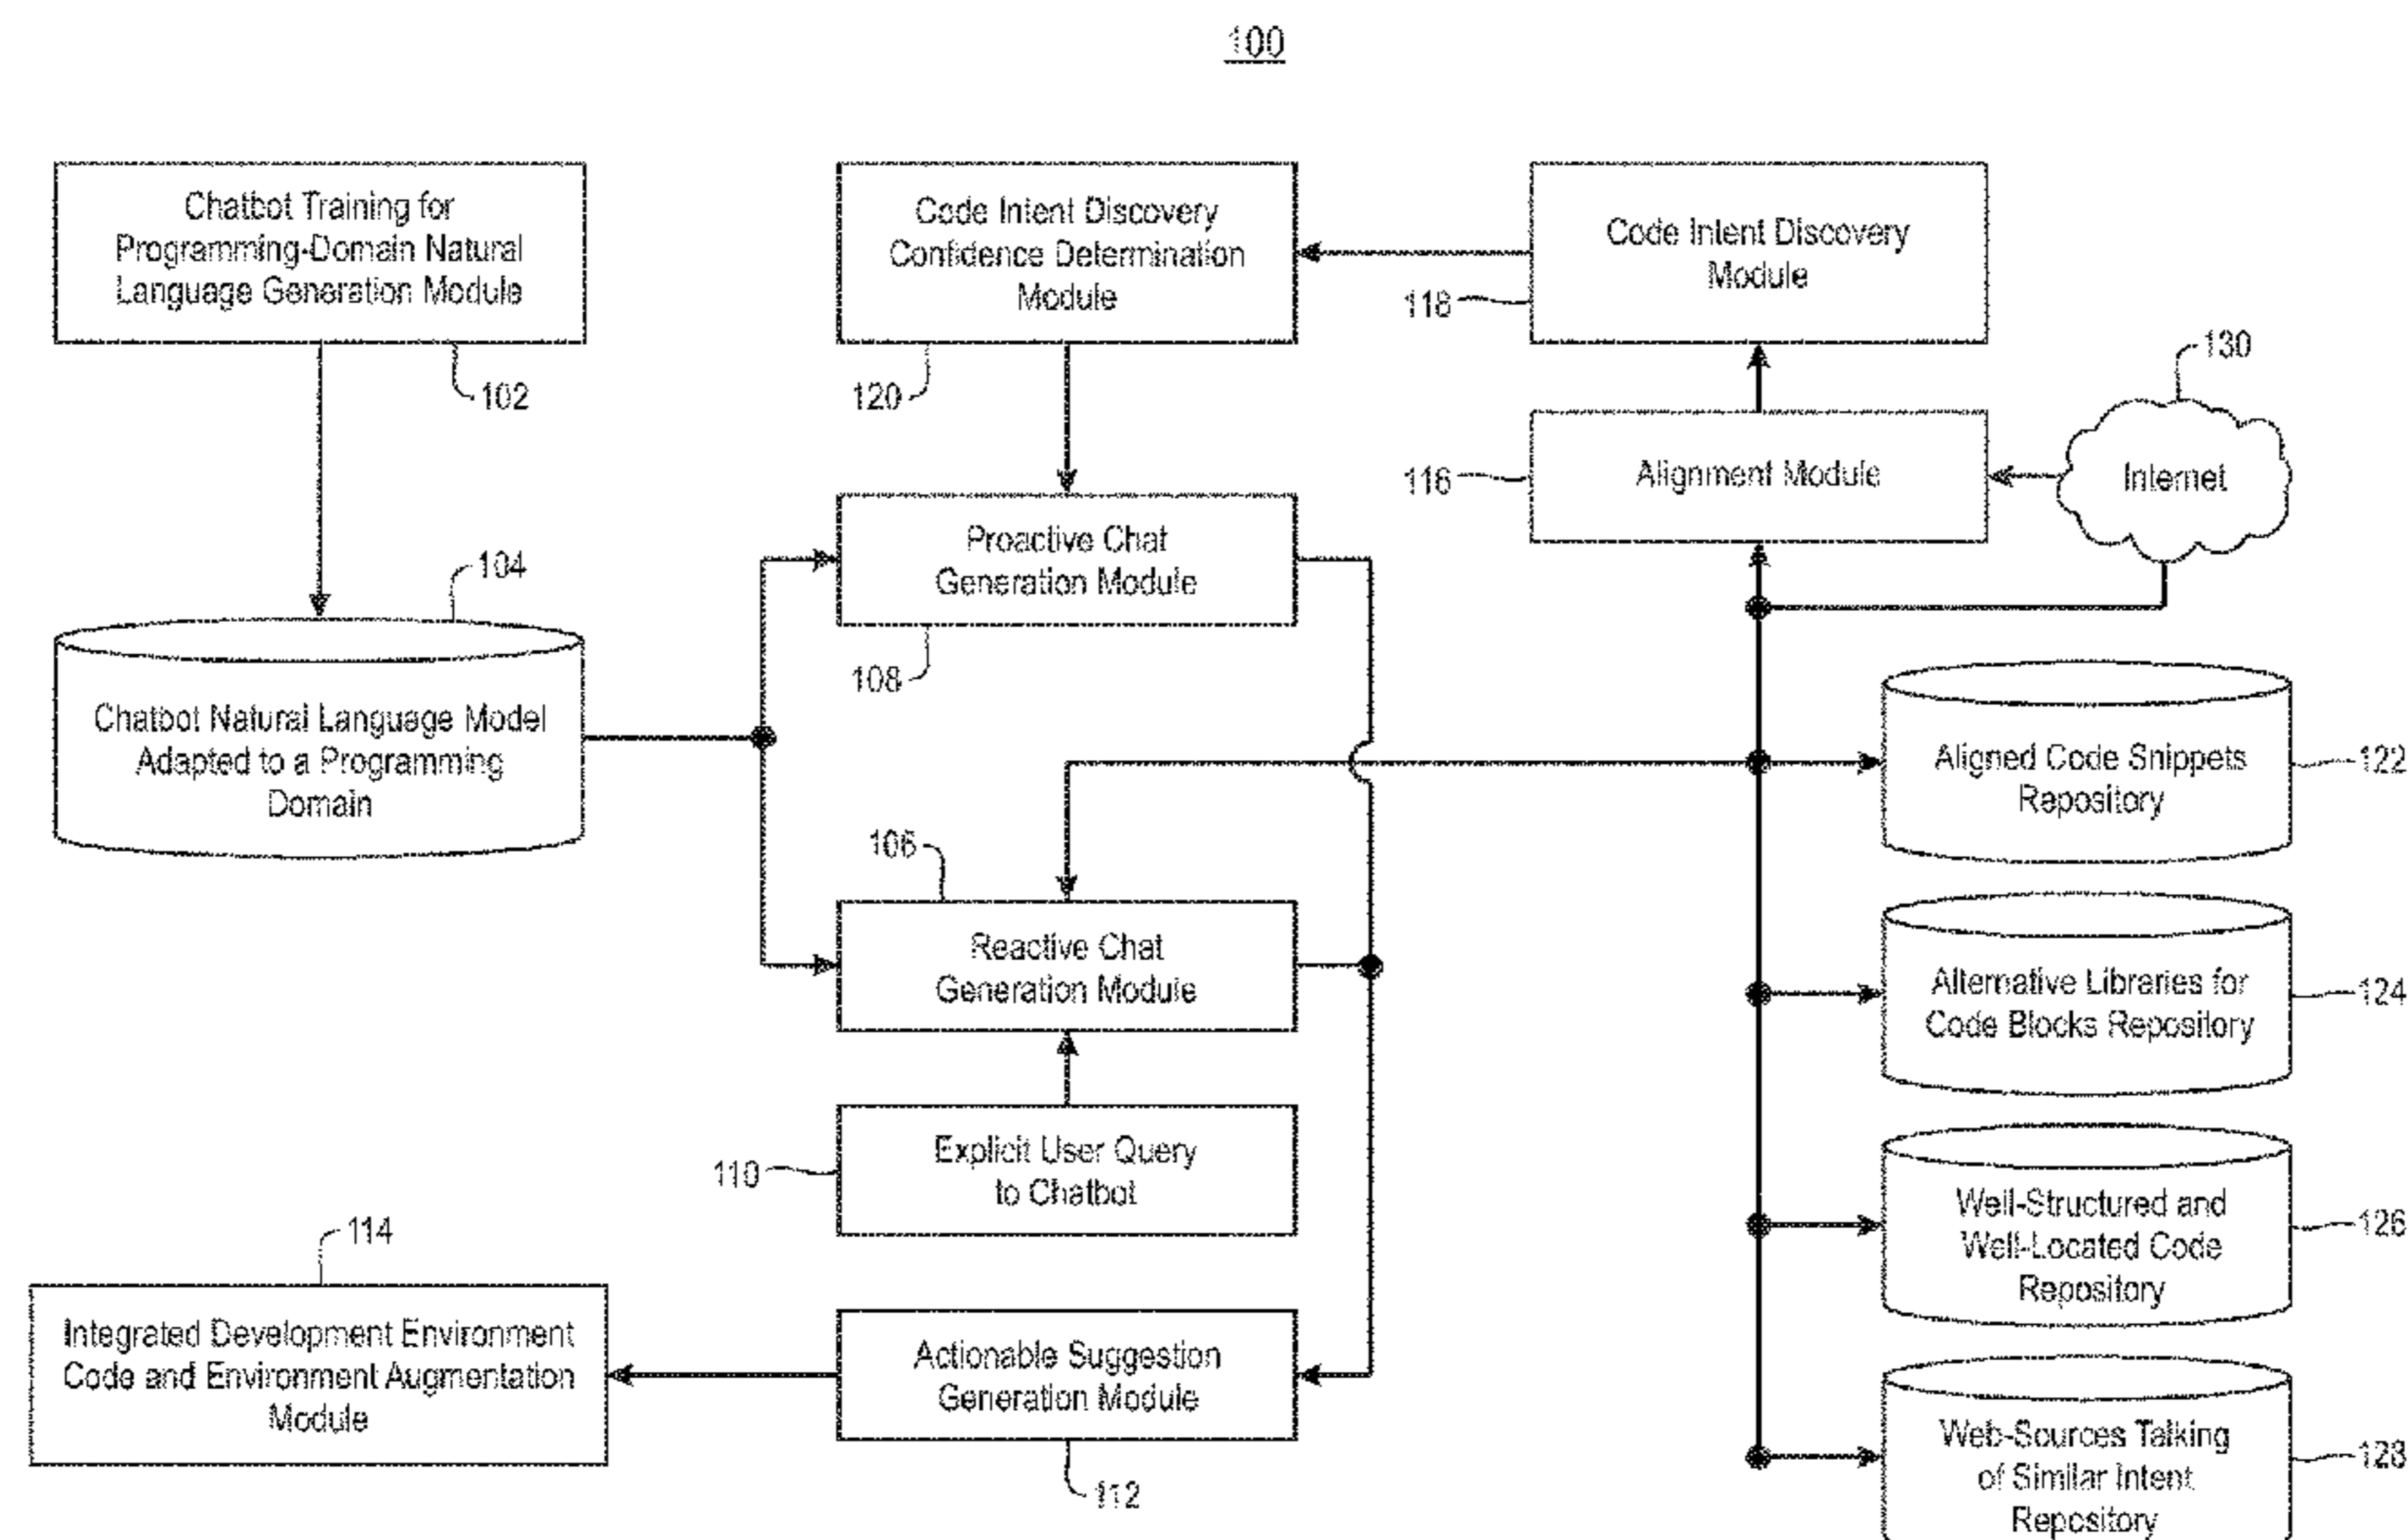 100
Chatbot Training for
Programming-Domain Natural
Language Generation Module
102
Code Intent Discovery
Confidence Determination
Module
120
Code Intent Discovery
Module
118
130
Internet
Alignment Module
116
104
Chatbot Natural Language Model
Adapted to a Programming
Domain
Proactive Chat
Generation Module
108
Aligned Code Snippets
Repository
122
106
Reactive Chat
Generation Module
Alternative Libraries for
Code Blocks Repository
124
Explicit User Query
to Chatbot
110
Well-Structured and
Well-Located Code
Repository
126
114
Integrated Development Environment
Code and Environment Augmentation
Module
Actionable Suggestion
Generation Module
112
Web-Sources Talking
of Similar Intent
Repository
128